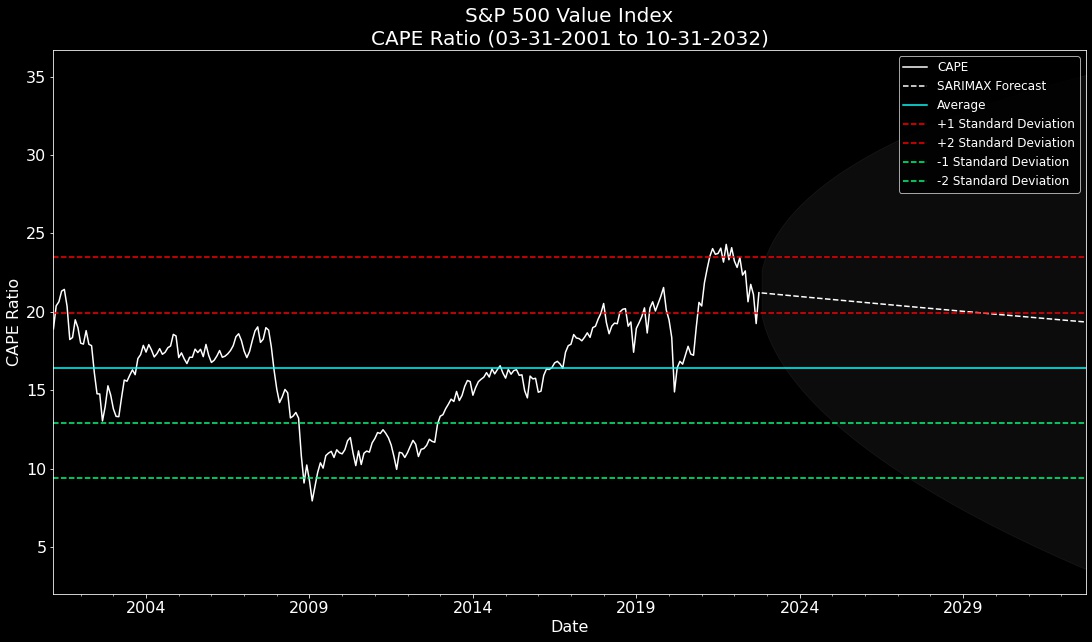 S&P 500 Value Index
CAPE Ratio (03-31-2001 to 10-31-2032)
CAPE
SARIMAX Forecast
Average
+1 Standard Deviation
+2 Standard Deviation
-1 Standard Deviation
-2 Standard Deviation
CAPE Ratio
35
30
25
20
15
10
5
2004
2009
2014
2019
2024
2029
Date